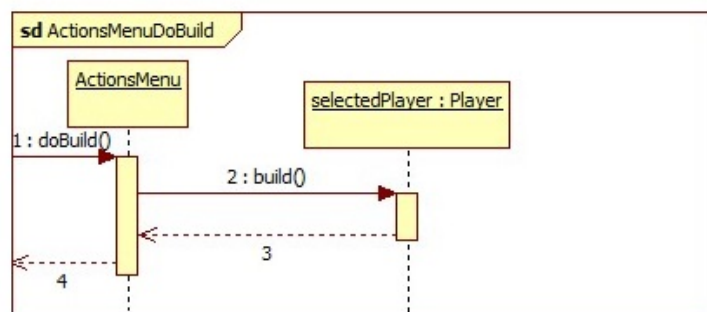 sd ActionsMenuDoBuild
ActionsMenu
selectedPlayer : Player
1 : doBuild()
2 : build()
3
4